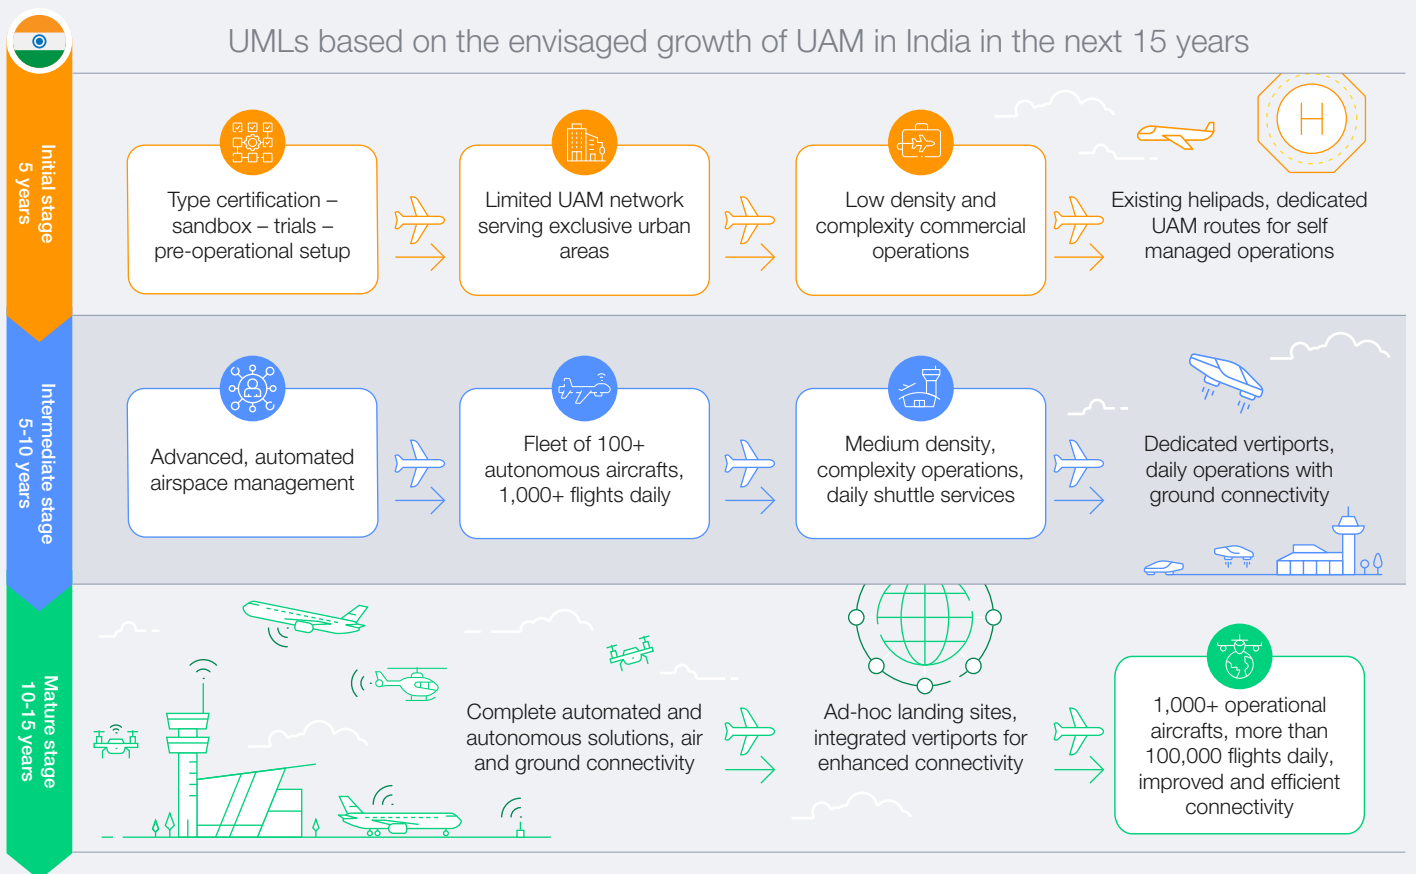 UMLs based on the envisaged growth of UAM in India in the next 15 years
Initial stage
5 years
Type certification –
sandbox – trials –
pre-operational setup
Limited UAM network
serving exclusive urban
areas
Low density and
complexity commercial
operations
H
Existing helipads, dedicated
UAM routes for self
managed operations
Intermediate stage
5-10 years
Advanced, automated
airspace management
Fleet of 100+
autonomous aircrafts,
1,000+ flights daily
Medium density,
complexity operations,
daily shuttle services
Dedicated vertiports,
daily operations with
ground connectivity
Mature stage
10-15 years
Complete automated and
autonomous solutions, air
and ground connectivity
Ad-hoc landing sites,
integrated vertiports for
enhanced connectivity
1,000+ operational
aircrafts, more than
100,000 flights daily,
improved and efficient
connectivity